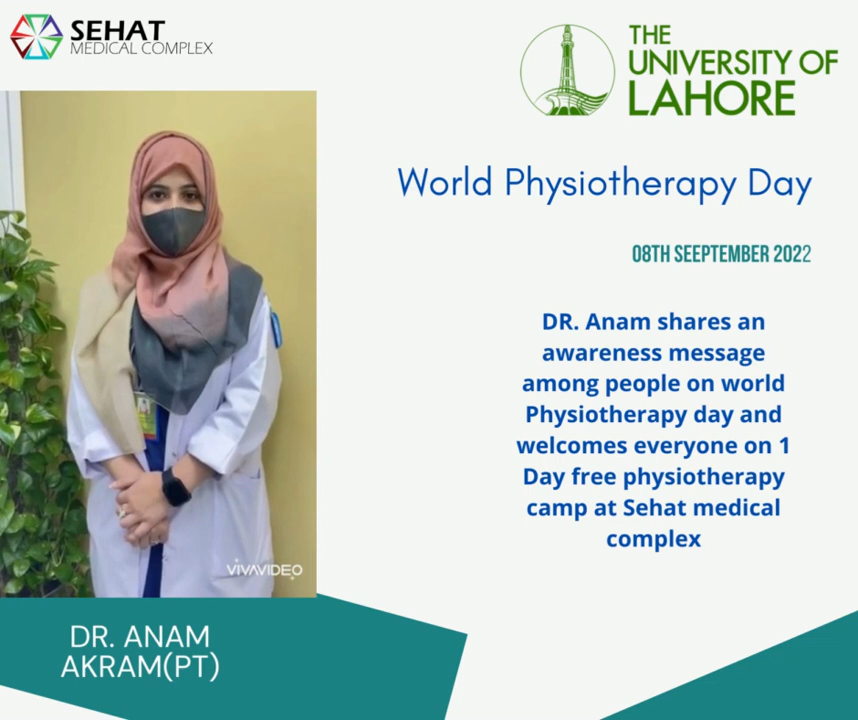 SEHAT
MEDICAL COMPLEX
THE
UNIVERSITY OF
LAHORE
World Physiotherapy Day
08TH SEEPTEMBER 2022
DR. Anam shares an
awareness message
among people on world
Physiotherapy day and
welcomes everyone on 1
Day free physiotherapy
camp at Sehat medical
complex
VIVAVIDEO
DR. ANAM
AKRAM(PT)